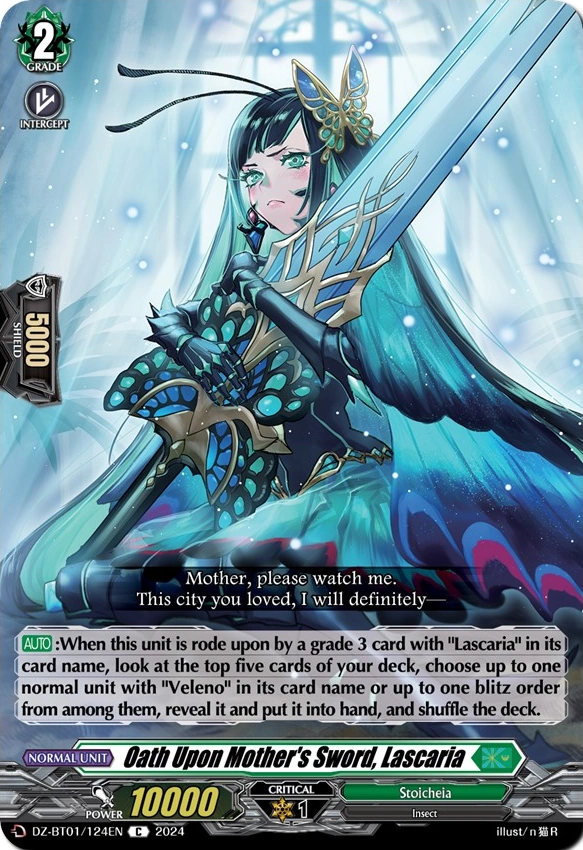 2
GRADE
INTERCEPT
5000
SHIELD
Mother, please watch me.
This city you loved, I will definitely—
AUTO :When this unit is rode upon by a grade 3 card with "Lascaria" in its
card name, look at the top five cards of your deck, choose up to one
normal unit with "Veleno" in its card name or up to one blitz order
from among them, reveal it and put it into hand, and shuffle the deck.
NORMAL UNIT
Oath Upon Mother's Sword, Lascaria
POWER 10000
CRITICAL
1
Stoicheia
Insect
D DZ-BT01/124EN C 2024
illust/n猫R